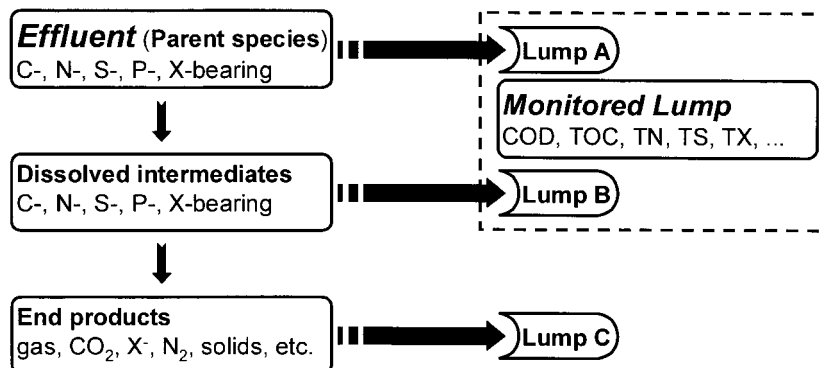 Effluent (Parent species)
C-, N-, S-, P-, X-bearing
Lump A
Monitored Lump
COD, TOC, TN, TS, TX, ...
Dissolved intermediates
C-, N-, S-, P-, X-bearing
Lump B
End products
gas, CO₂, X⁻, N₂, solids, etc.
Lump C